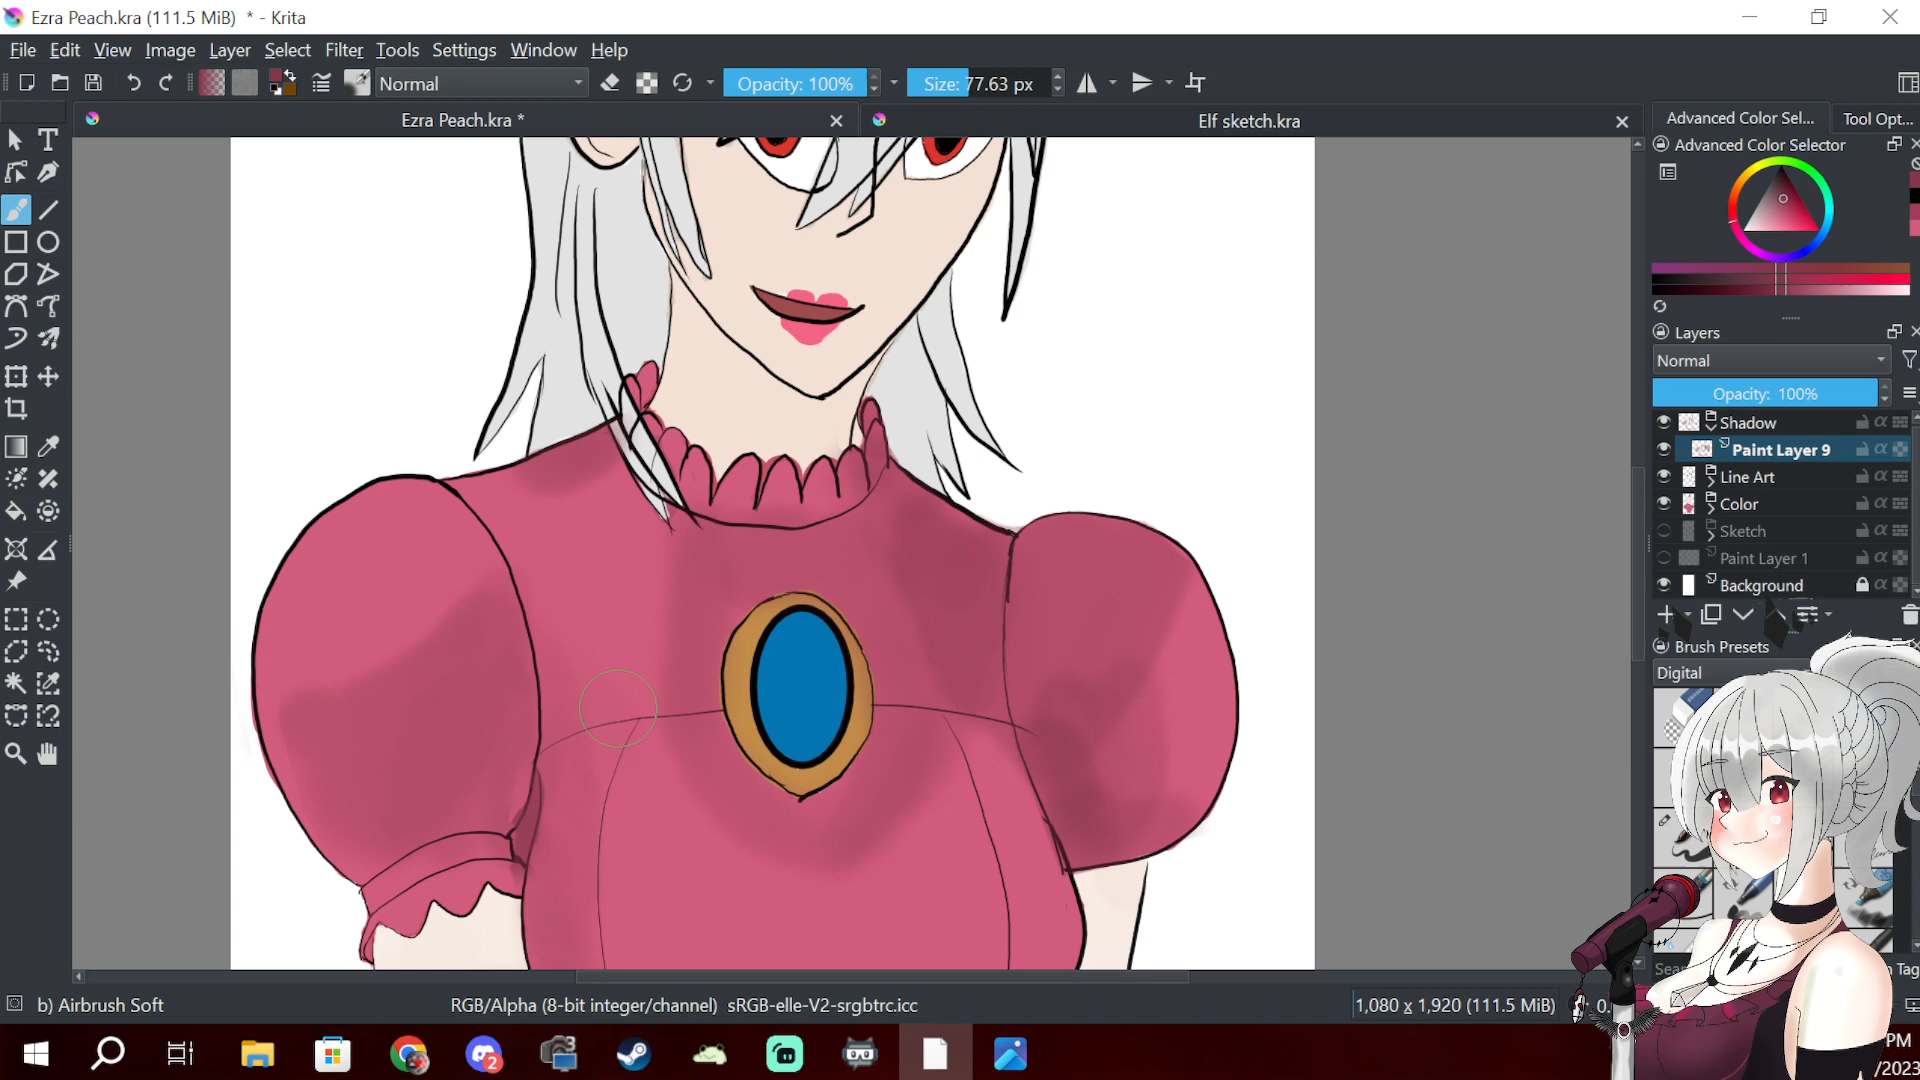 Ezra Peach.kra (111.5 MiB) * - Krita
File Edit View Image Layer Select Filter Tools Settings Window Help
Normal Opacity: 100% Size: 77.63 px
Ezra Peach.kra * Elf sketch.kra
Advanced Color Sel... Tool Opt...
Advanced Color Selector
Layers
Normal
Opacity: 100%
Shadow
Paint Layer 9
Line Art
Color
Sketch
Paint Layer 1
Background
Brush Presets
Digital
Tag
b) Airbrush Soft RGB/Alpha (8-bit integer/channel) sRGB-elle-V2-srgbtrc.icc 1,080 x 1,920 (111.5 MiB)
2
PM
/2023